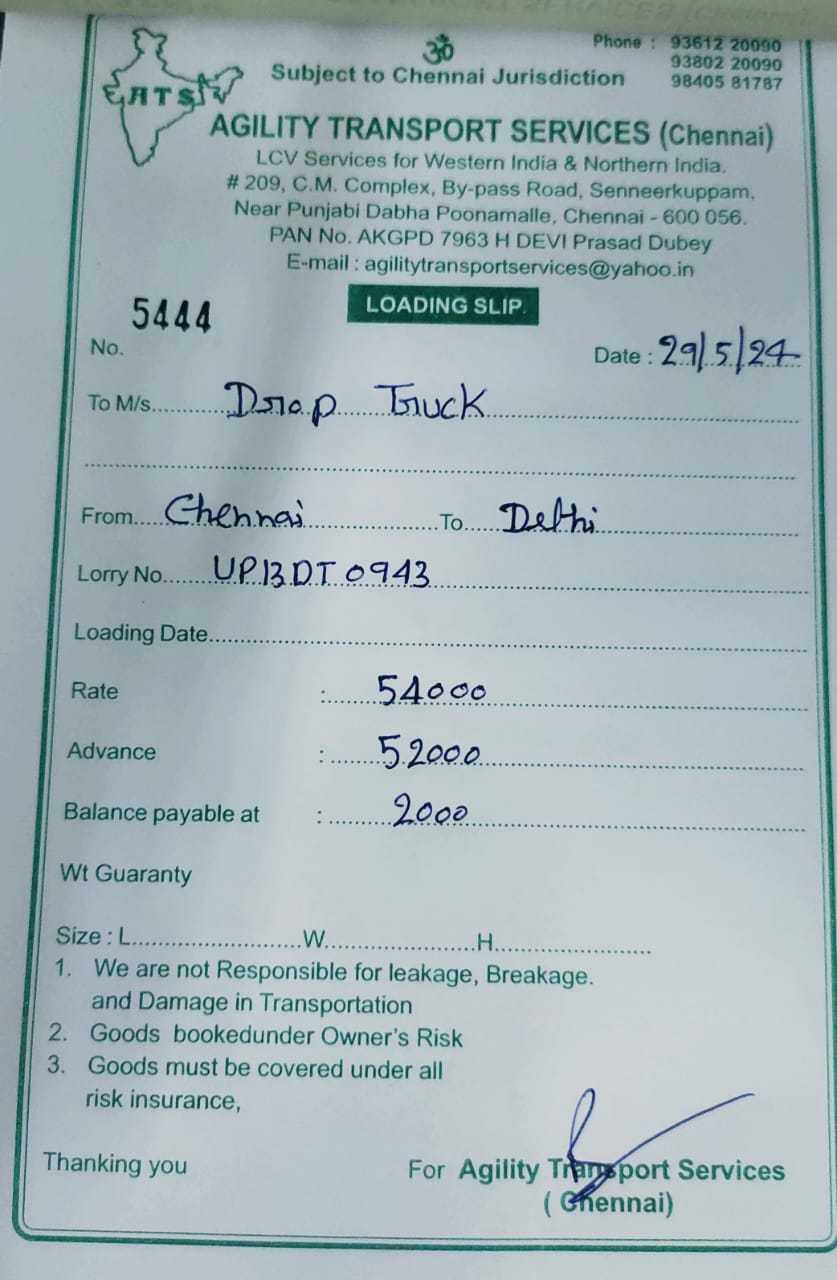 ॐ
Phone : 93612 20090
93802 20090
98405 81787
Subject to Chennai Jurisdiction
ATS
AGILITY TRANSPORT SERVICES (Chennai)
LCV Services for Western India & Northern India.
# 209, C.M. Complex, By-pass Road, Senneerkuppam,
Near Punjabi Dabha Poonamalle, Chennai - 600 056.
PAN No. AKGPD 7963 H DEVI Prasad Dubey
E-mail : agilitytransportservices@yahoo.in
LOADING SLIP.
No. 5444
Date : 29/5/24
To M/s. Drop Truck
From Chennai To Delhi
Lorry No. UP13DT 0943
Loading Date
Rate : 54000
Advance : 52000
Balance payable at : 2000
Wt Guaranty
Size : L W H
1. We are not Responsible for leakage, Breakage.
and Damage in Transportation
2. Goods bookedunder Owner's Risk
3. Goods must be covered under all
risk insurance,
Thanking you
For Agility Transport Services
( Chennai)